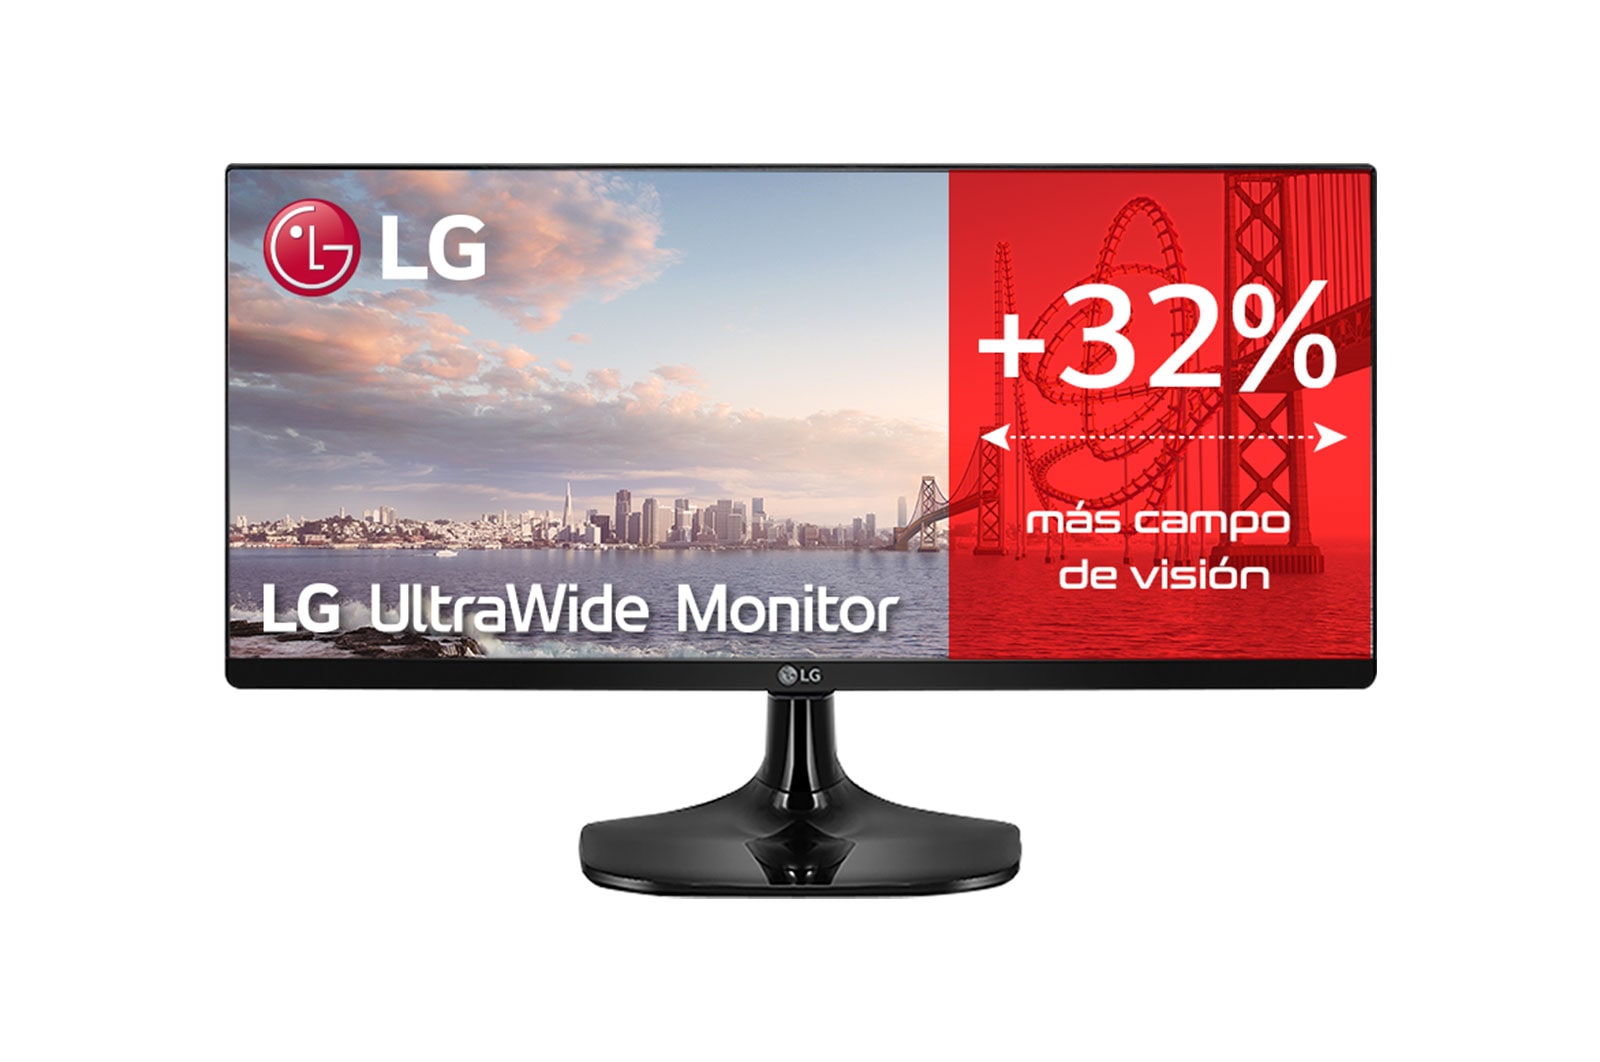 LG
+32%
más campo
de visión
LG UltraWide Monitor
LG